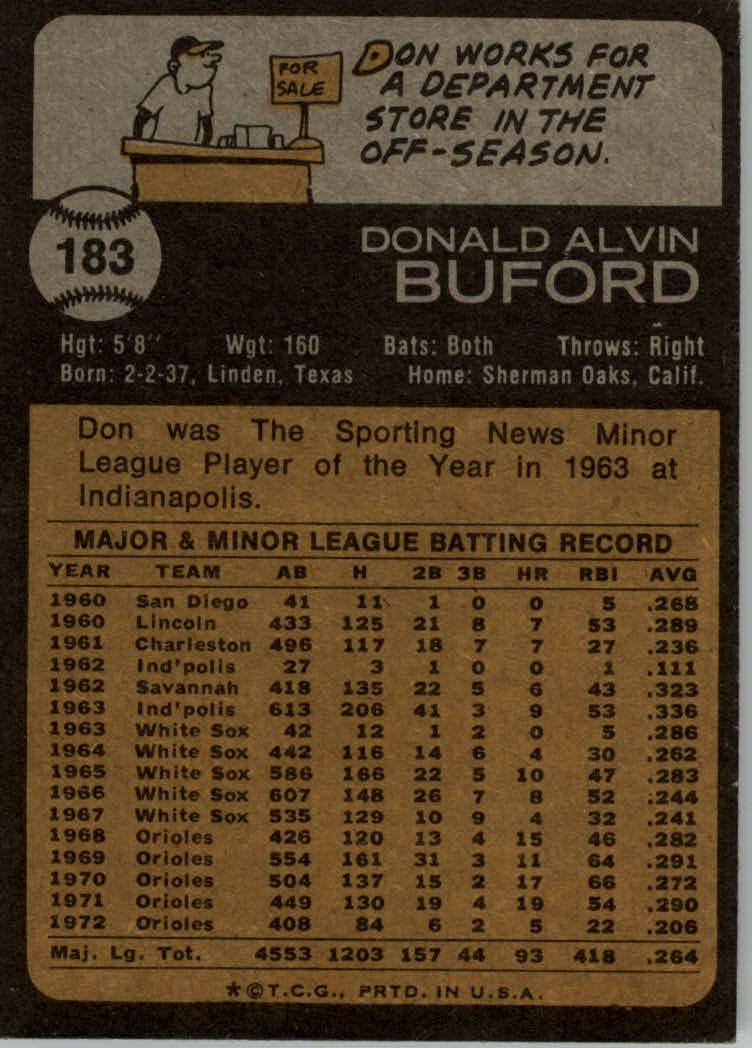 FOR
SALE
DON WORKS FOR
A DEPARTMENT
STORE IN THE
OFF-SEASON.
183
DONALD ALVIN
BUFORD
Hgt: 5'8" Wgt: 160 Bats: Both Throws: Right
Born: 2-2-37, Linden, Texas Home: Sherman Oaks, Calif.
Don was The Sporting News Minor
League Player of the Year in 1963 at
Indianapolis.
MAJOR & MINOR LEAGUE BATTING RECORD
YEAR TEAM AB H 2B 3B HR RBI AVG
1960 San Diego 41 11 1 0 0 5 .268
1960 Lincoln 433 125 21 8 7 53 .289
1961 Charleston 496 117 18 7 7 27 .236
1962 Ind'polis 27 3 1 0 0 1 .111
1962 Savannah 418 135 22 5 6 43 .323
1963 Ind'polis 613 206 41 3 9 53 .336
1963 White Sox 42 12 1 2 0 5 .286
1964 White Sox 442 116 14 6 4 30 .262
1965 White Sox 586 166 22 5 10 47 .283
1966 White Sox 607 148 26 7 8 52 .244
1967 White Sox 535 129 10 9 4 32 .241
1968 Orioles 426 120 13 4 15 46 .282
1969 Orioles 554 161 31 3 11 64 .291
1970 Orioles 504 137 15 2 17 66 .272
1971 Orioles 449 130 19 4 19 54 .290
1972 Orioles 408 84 6 2 5 22 .206
Maj. Lg. Tot. 4553 1203 157 44 93 418 .264
*©T.C.G., PRTD. IN U.S.A.